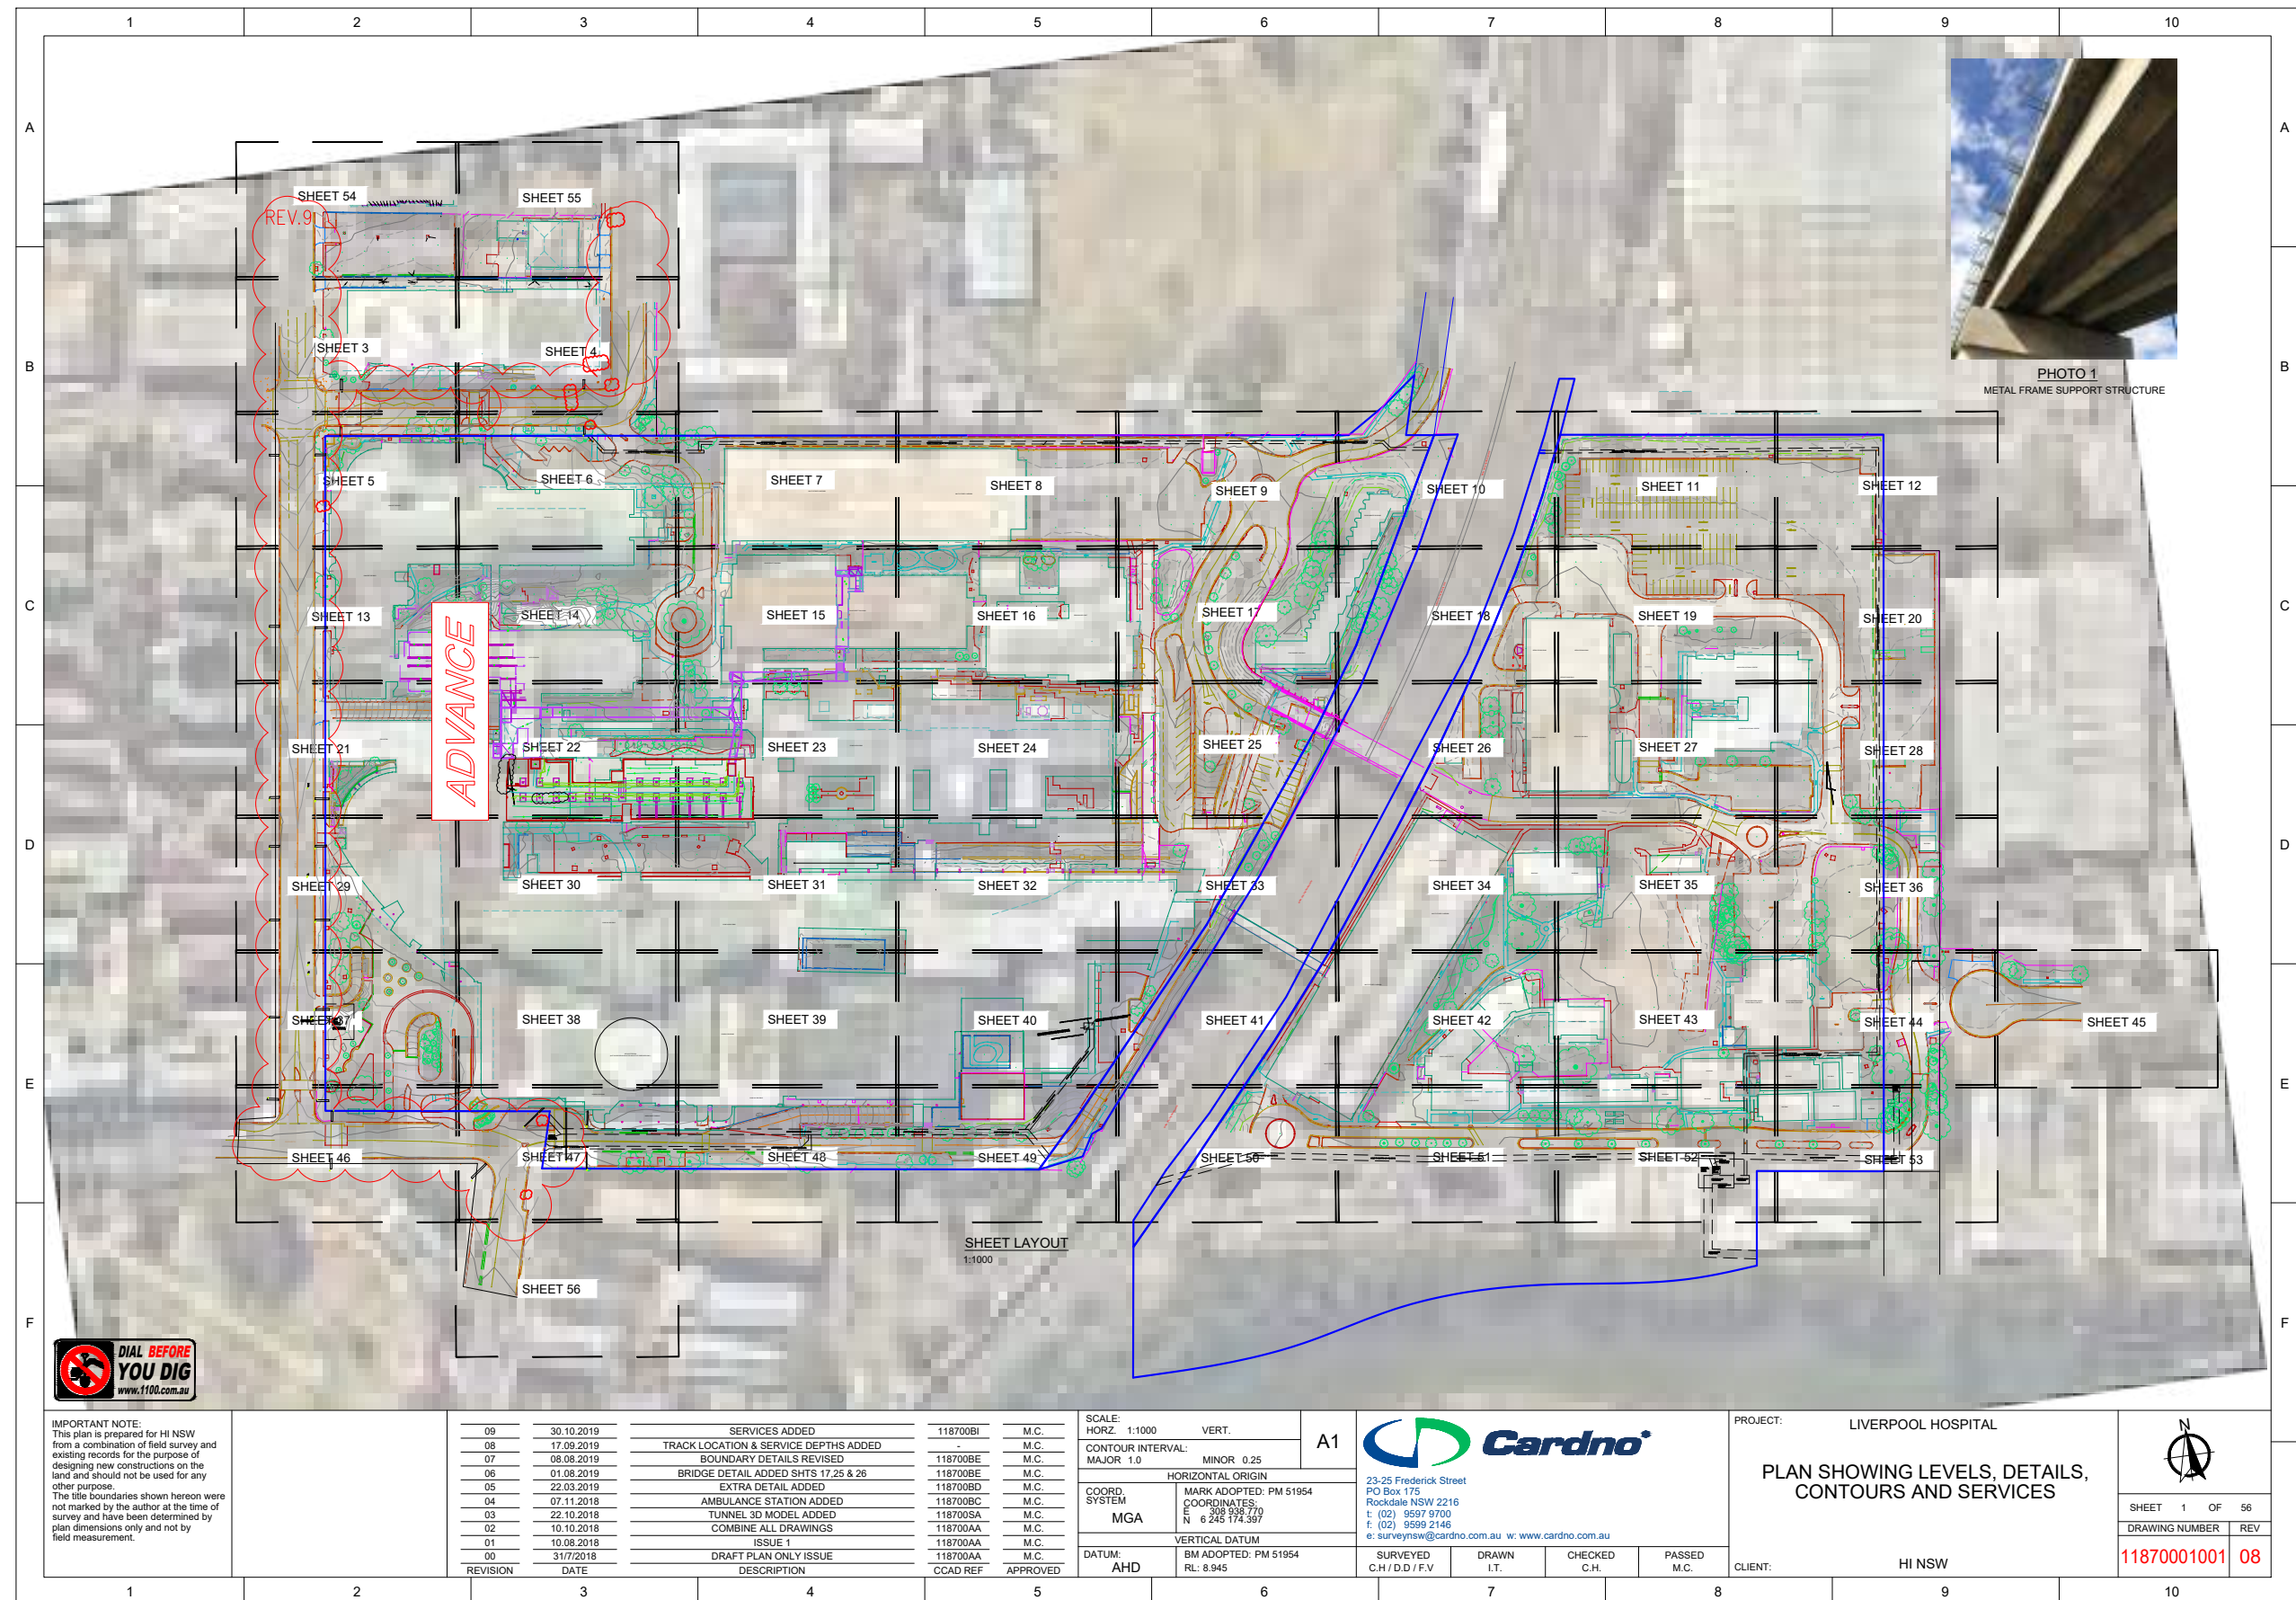 1 2 3 4 5 6 7 8 9 10
A A
B B
C C
D D
E E
F F
SHEET 54 SHEET 55
REV.9
SHEET 3 SHEET 4
PHOTO 1
METAL FRAME SUPPORT STRUCTURE
SHEET 5 SHEET 6 SHEET 7 SHEET 8 SHEET 9 SHEET 10 SHEET 11 SHEET 12
SHEET 13 SHEET 14 SHEET 15 SHEET 16 SHEET 17 SHEET 18 SHEET 19 SHEET 20
ADVANCE
SHEET 21 SHEET 22 SHEET 23 SHEET 24 SHEET 25 SHEET 26 SHEET 27 SHEET 28
SHEET 29 SHEET 30 SHEET 31 SHEET 32 SHEET 33 SHEET 34 SHEET 35 SHEET 36
SHEET 37 SHEET 38 SHEET 39 SHEET 40 SHEET 41 SHEET 42 SHEET 43 SHEET 44 SHEET 45
SHEET 46 SHEET 47 SHEET 48 SHEET 49 SHEET 50 SHEET 51 SHEET 52 SHEET 53
SHEET 56
SHEET LAYOUT
1:1000
DIAL BEFORE
YOU DIG
www.1100.com.au
IMPORTANT NOTE:
This plan is prepared for HI NSW
from a combination of field survey and
existing records for the purpose of
designing new constructions on the
land and should not be used for any
other purpose.
The title boundaries shown hereon were
not marked by the author at the time of
survey and have been determined by
plan dimensions only and not by
field measurement.
09 30.10.2019 SERVICES ADDED 118700BI M.C.
08 17.09.2019 TRACK LOCATION & SERVICE DEPTHS ADDED - M.C.
07 08.08.2019 BOUNDARY DETAILS REVISED 118700BE M.C.
06 01.08.2019 BRIDGE DETAIL ADDED SHTS 17,25 & 26 118700BE M.C.
05 22.03.2019 EXTRA DETAIL ADDED 118700BD M.C.
04 07.11.2018 AMBULANCE STATION ADDED 118700BC M.C.
03 22.10.2018 TUNNEL 3D MODEL ADDED 118700SA M.C.
02 10.10.2018 COMBINE ALL DRAWINGS 118700AA M.C.
01 10.08.2018 ISSUE 1 118700AA M.C.
00 31/7/2018 DRAFT PLAN ONLY ISSUE 118700AA M.C.
REVISION DATE DESCRIPTION CCAD REF APPROVED
SCALE:
HORZ. 1:1000 VERT.
A1
CONTOUR INTERVAL:
MAJOR 1.0 MINOR 0.25
HORIZONTAL ORIGIN
COORD. SYSTEM
MGA
MARK ADOPTED: PM 51954
COORDINATES:
E 308 938.770
N 6 245 174.397
VERTICAL DATUM
DATUM:
AHD
BM ADOPTED: PM 51954
RL: 8.945
Cardno
23-25 Frederick Street
PO Box 175
Rockdale NSW 2216
t: (02) 9597 9700
f: (02) 9599 2146
e: surveynsw@cardno.com.au w: www.cardno.com.au
SURVEYED DRAWN CHECKED PASSED
C.H / D.D / F.V I.T. C.H. M.C.
PROJECT: LIVERPOOL HOSPITAL
PLAN SHOWING LEVELS, DETAILS,
CONTOURS AND SERVICES
CLIENT: HI NSW
N
SHEET 1 OF 56
DRAWING NUMBER REV
11870001001 08
1 2 3 4 5 6 7 8 9 10